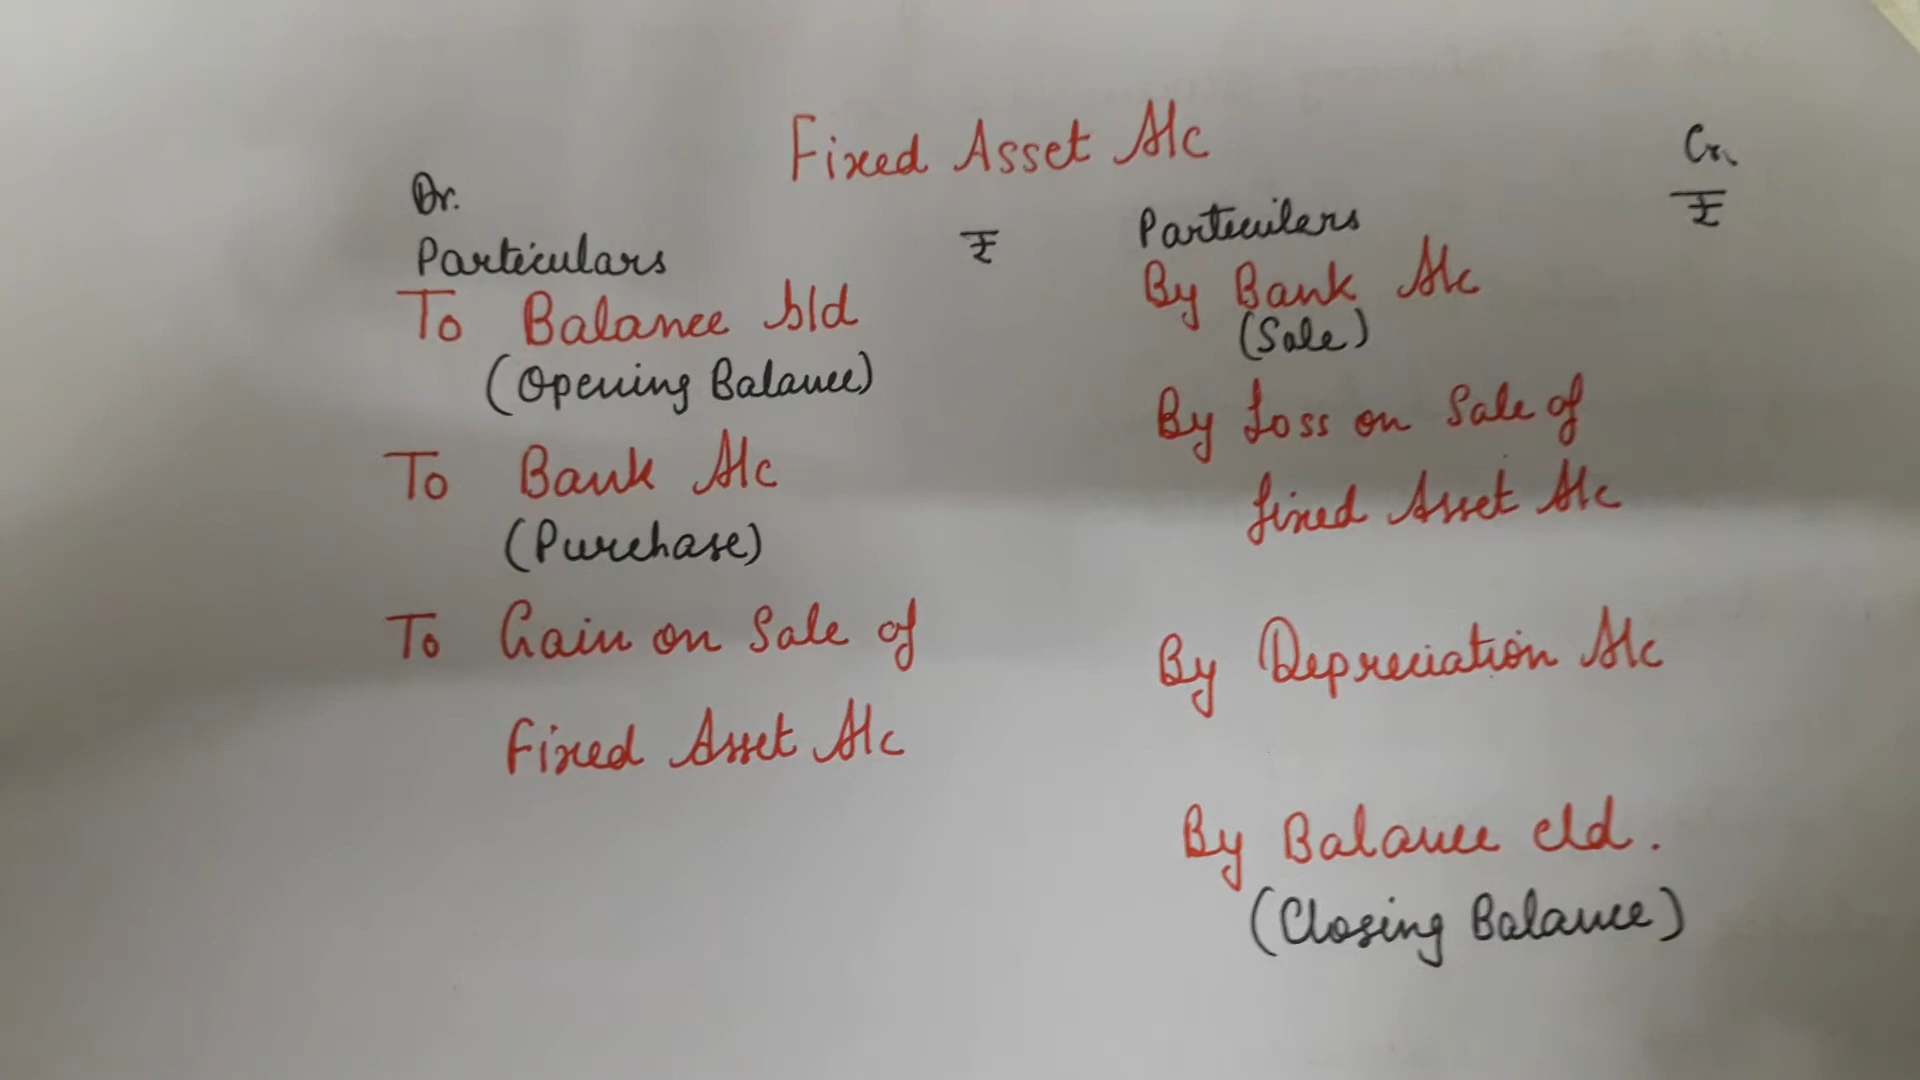 Fixed Asset A/c
Dr.
Cr.
Particulars ₹
Particulars ₹
To Balance b/d
(Opening Balance)
To Bank A/c
(Purchase)
To Gain on Sale of
Fixed Asset A/c
By Bank A/c
(Sale)
By Loss on Sale of
fixed Asset A/c
By Depreciation A/c
By Balance c/d.
(Closing Balance)